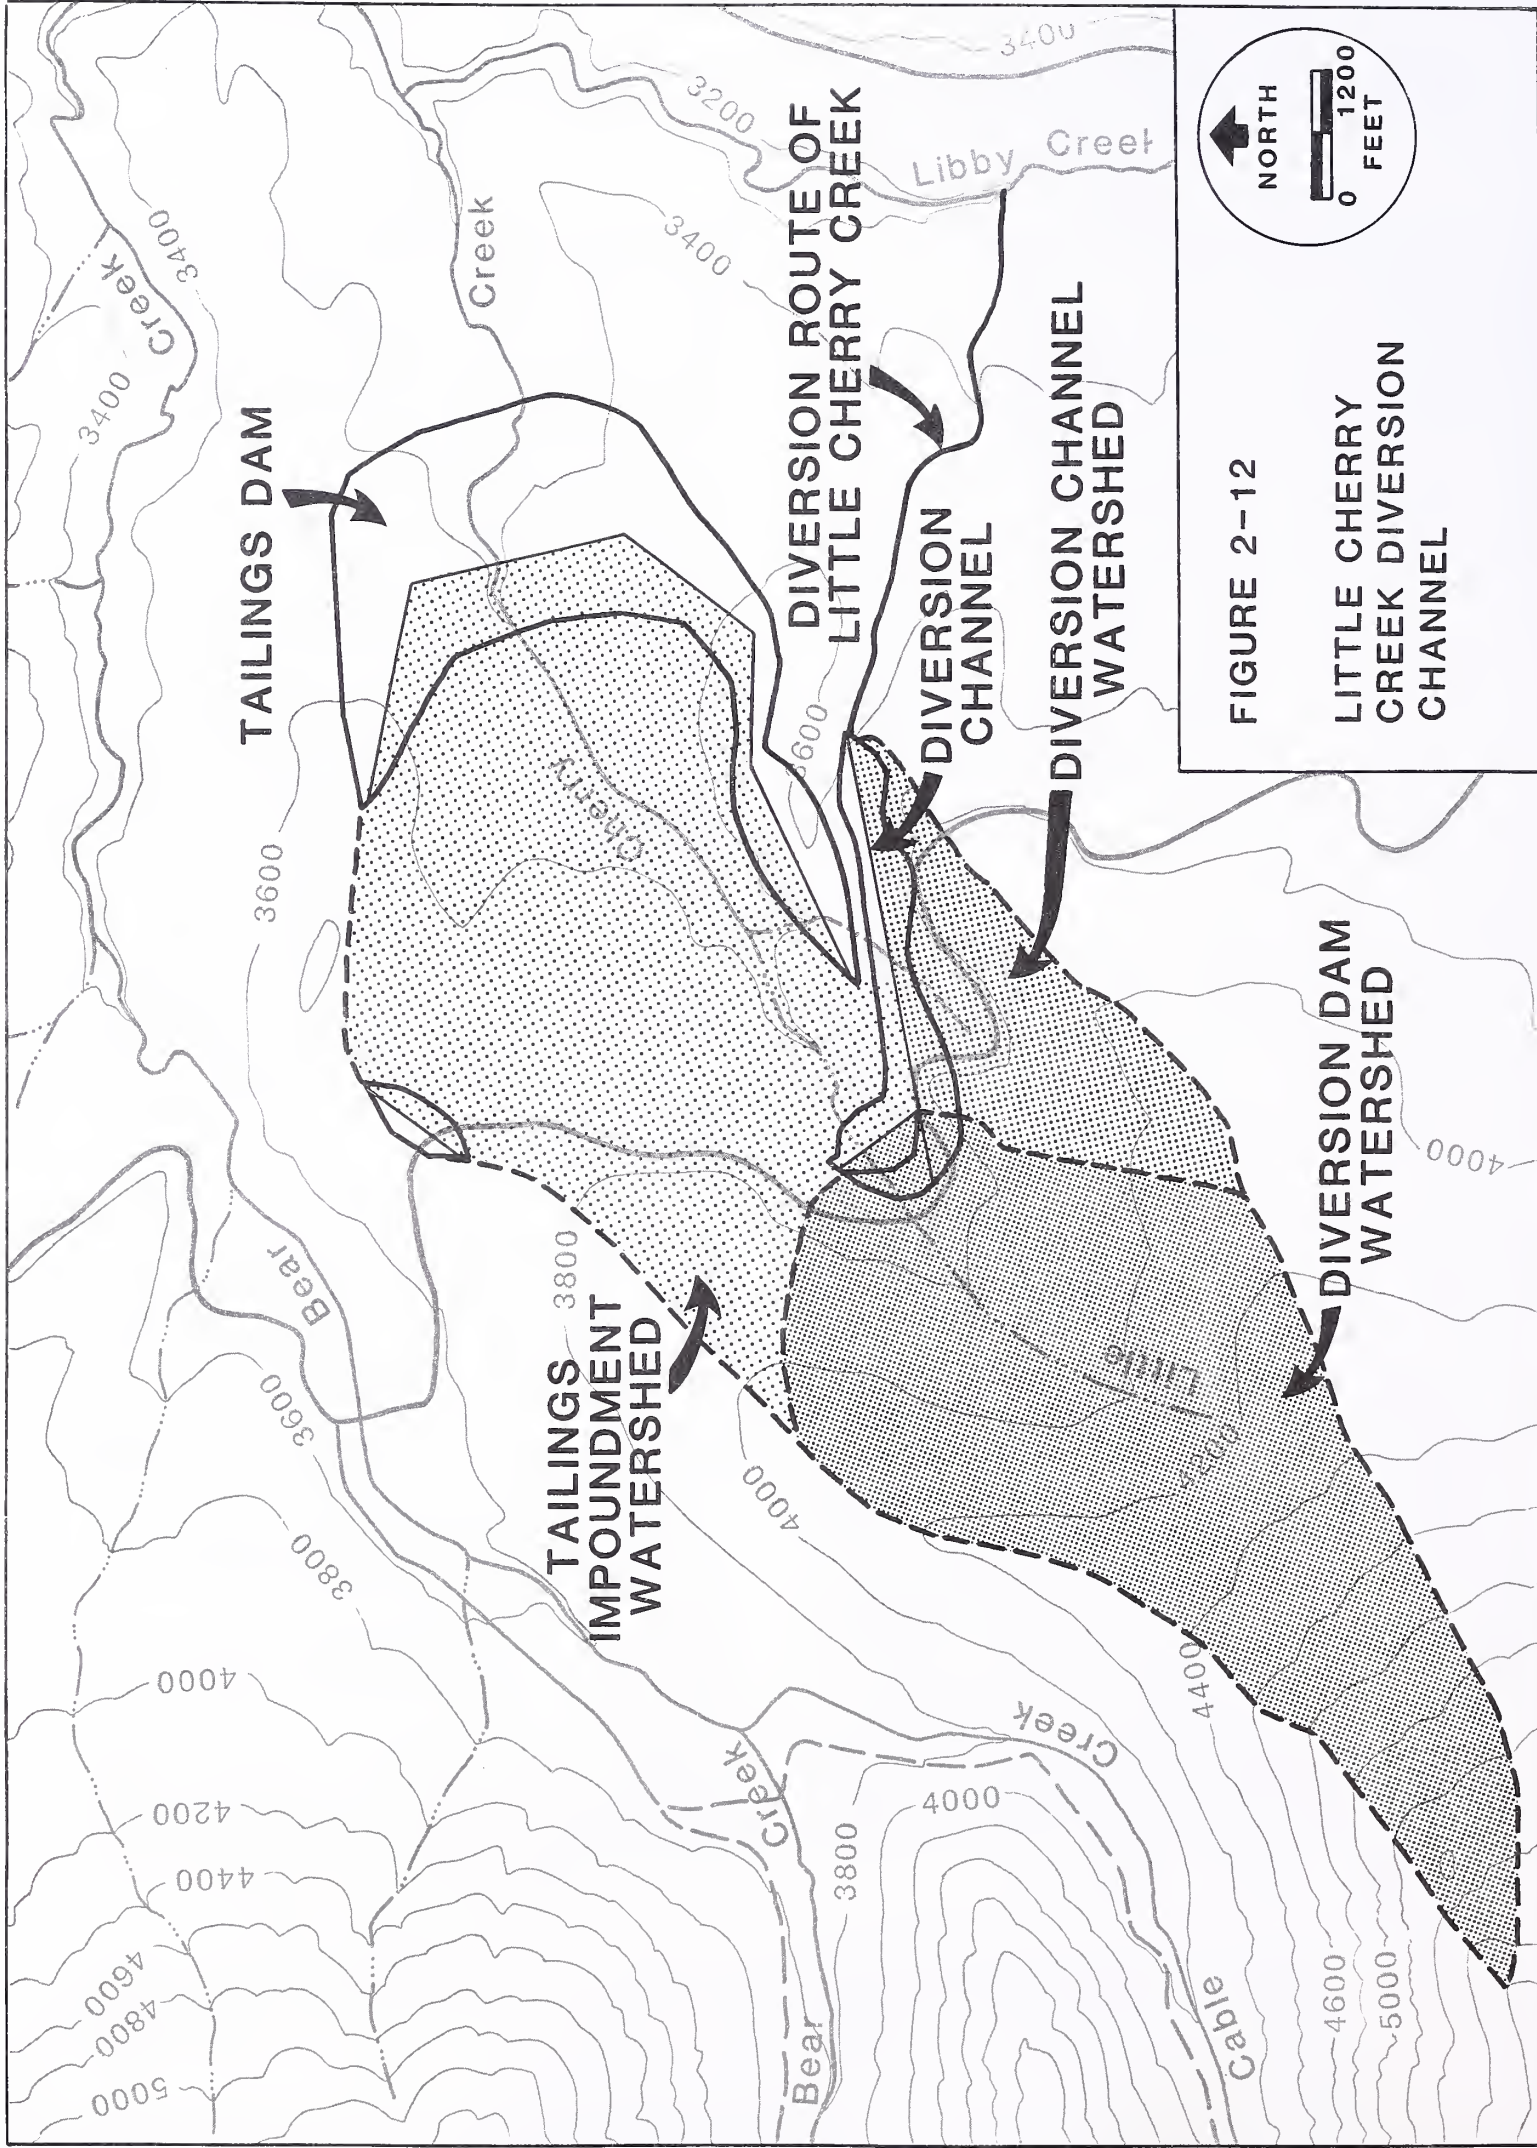 TAILINGS DAM
TAILINGS
IMPOUNDMENT
WATERSHED
DIVERSION ROUTE OF
LITTLE CHERRY CREEK
DIVERSION
CHANNEL
DIVERSION CHANNEL
WATERSHED
DIVERSION DAM
WATERSHED
Bear
Creek
Bear
Creek
Cable
Creek
Little
Cherry
Creek
Libby Creek
5000
4800
4600
4400
4200
4000
3800
3600
3400
3400
3600
3800
4000
3800
4000
4400
4200
4600
5000
4000
3600
3400
3200
3400
FIGURE 2-12
LITTLE CHERRY
CREEK DIVERSION
CHANNEL
NORTH
0 1200
FEET